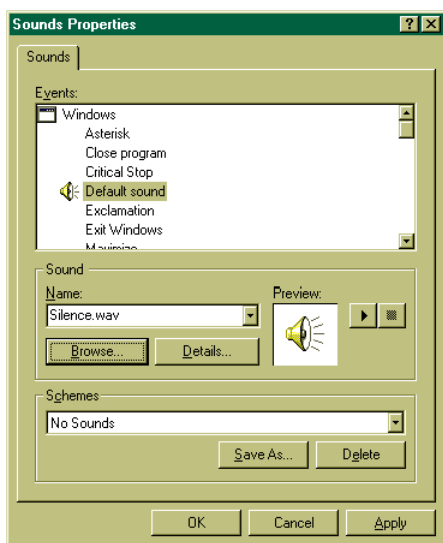 Sounds Properties
Sounds
Events:
Windows
Asterisk
Close program
Critical Stop
Default sound
Exclamation
Exit Windows
Maximize
Sound
Name:
Preview:
Silence.wav
Browse...
Details...
Schemes
No Sounds
Save As...
Delete
OK
Cancel
Apply